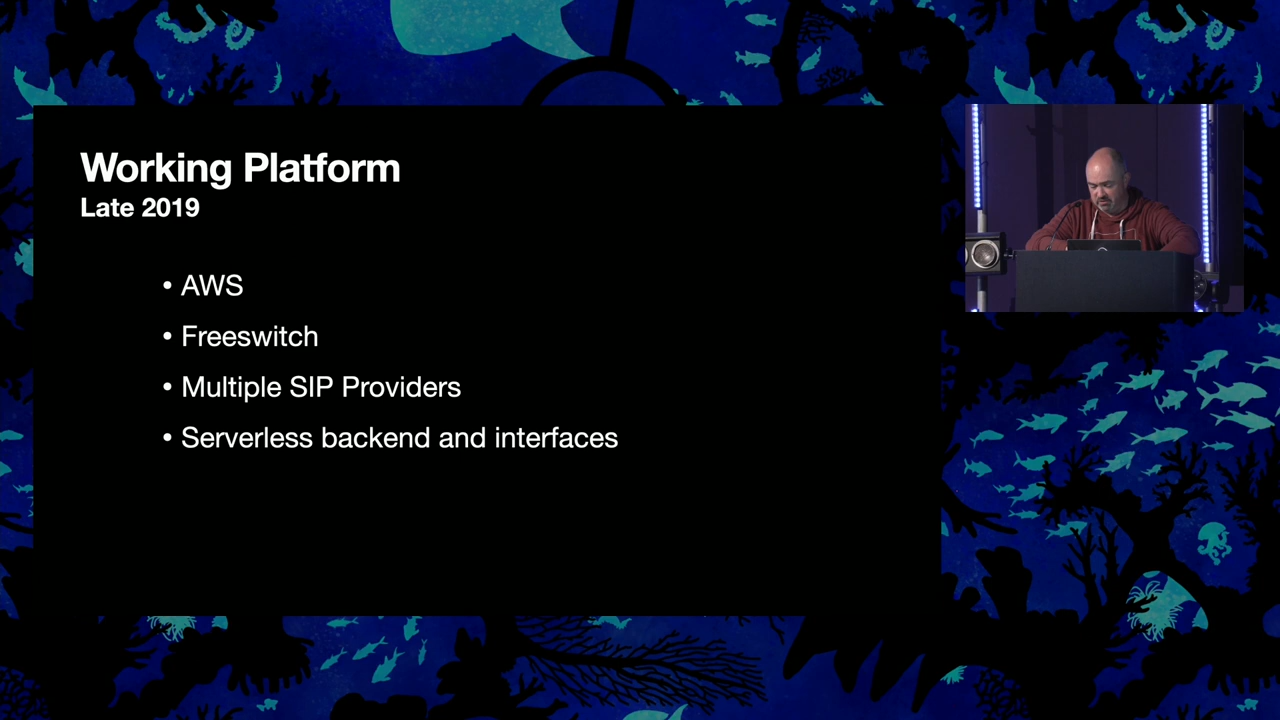 Working Platform
Late 2019
• AWS
• Freeswitch
• Multiple SIP Providers
• Serverless backend and interfaces